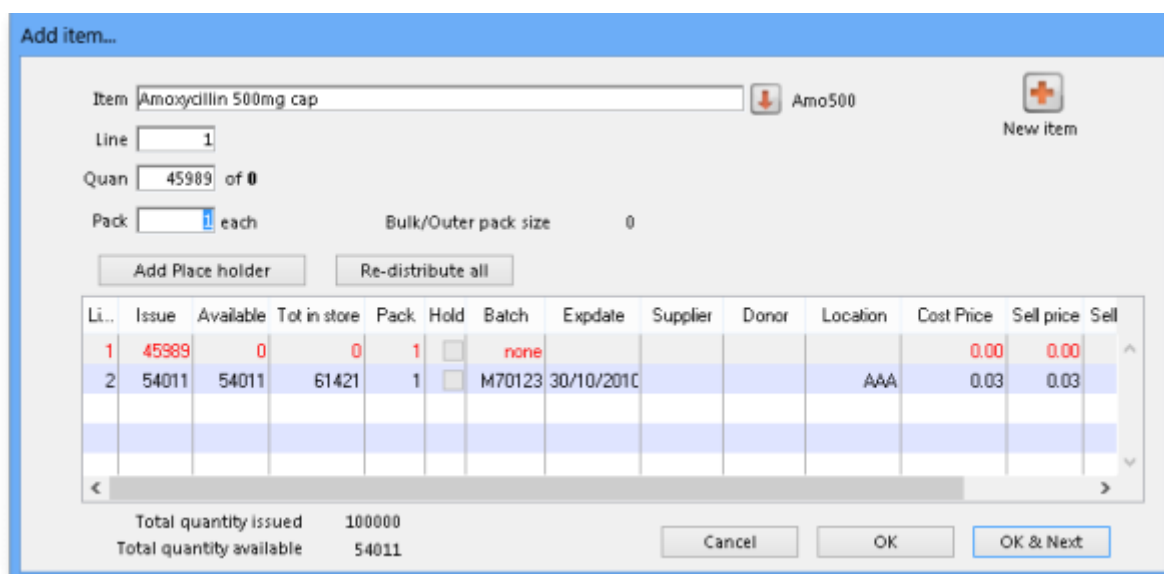 Add item...
Item Amoxycillin 500mg cap Amo500
New item
Line 1
Quan 45989 of 0
Pack 1 each Bulk/Outer pack size 0
Add Place holder Re-distribute all
Li... Issue Available Tot in store Pack Hold Batch Expdate Supplier Donor Location Cost Price Sell price Sell
1 45989 0 0 1 none 0.00 0.00
2 54011 54011 61421 1 M70123 30/10/2010 AAA 0.03 0.03
Total quantity issued 100000
Total quantity available 54011
Cancel OK OK & Next